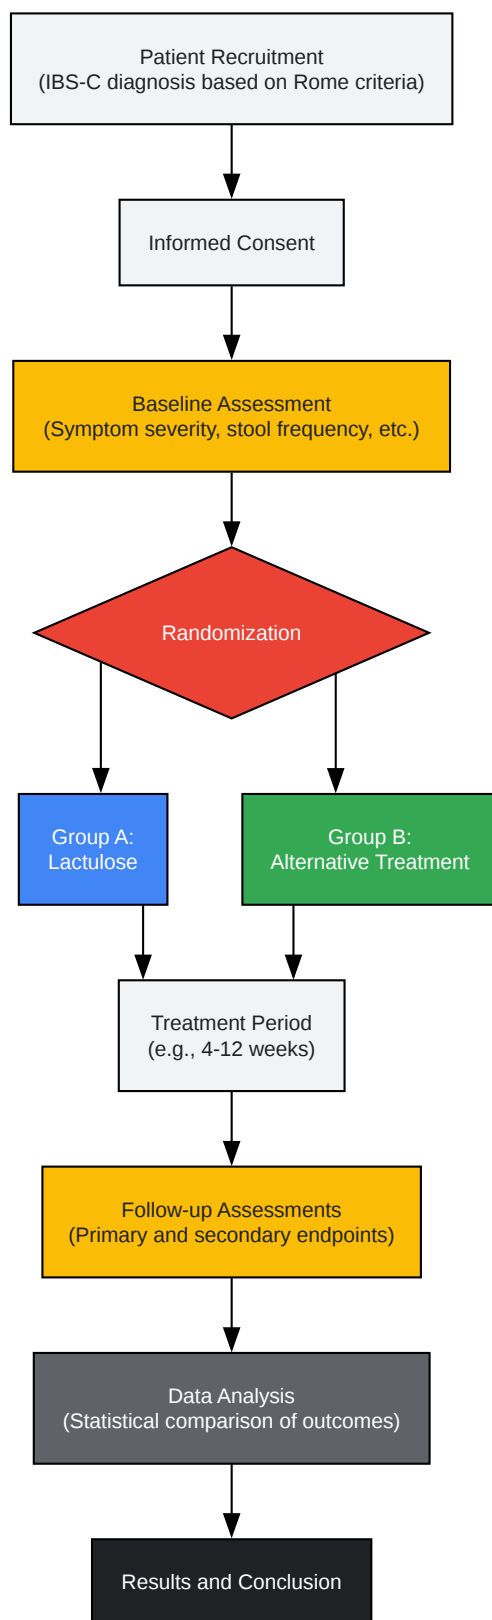 Patient Recruitment
(IBS-C diagnosis based on Rome criteria)
Informed Consent
Baseline Assessment
(Symptom severity, stool frequency, etc.)
Randomization
Group A:
Lactulose
Group B:
Alternative Treatment
Treatment Period
(e.g., 4-12 weeks)
Follow-up Assessments
(Primary and secondary endpoints)
Data Analysis
(Statistical comparison of outcomes)
Results and Conclusion